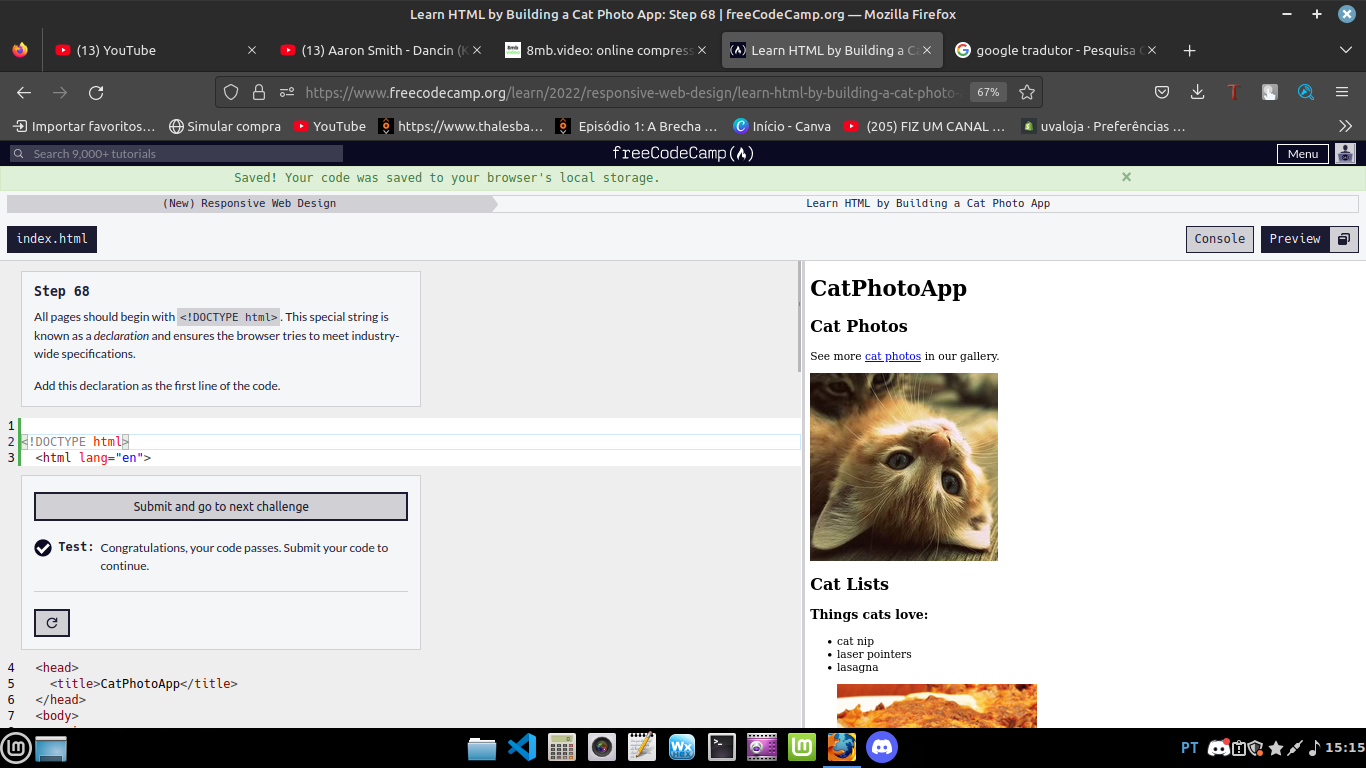 Learn HTML by Building a Cat Photo App: Step 68 | freeCodeCamp.org — Mozilla Firefox
(13) YouTube
(13) Aaron Smith - Dancin (K
8mb.video: online compress
Learn HTML by Building a Ca
google tradutor - Pesquisa G
https://www.freecodecamp.org/learn/2022/responsive-web-design/learn-html-by-building-a-cat-photo-
67%
Importar favoritos…
Simular compra
YouTube
https://www.thalesba…
Episódio 1: A Brecha …
Início - Canva
(205) FIZ UM CANAL …
uvaloja · Preferências …
Search 9,000+ tutorials
freeCodeCamp
Menu
Saved! Your code was saved to your browser's local storage.
(New) Responsive Web Design
Learn HTML by Building a Cat Photo App
index.html
Console
Preview
Step 68
All pages should begin with <!DOCTYPE html>. This special string is
known as a declaration and ensures the browser tries to meet industry-
wide specifications.
Add this declaration as the first line of the code.
1
2 <!DOCTYPE html>
3 <html lang="en">
Submit and go to next challenge
Test: Congratulations, your code passes. Submit your code to
continue.
4 <head>
5 <title>CatPhotoApp</title>
6 </head>
7 <body>
CatPhotoApp
Cat Photos
See more cat photos in our gallery.
Cat Lists
Things cats love:
• cat nip
• laser pointers
• lasagna
PT
15:15